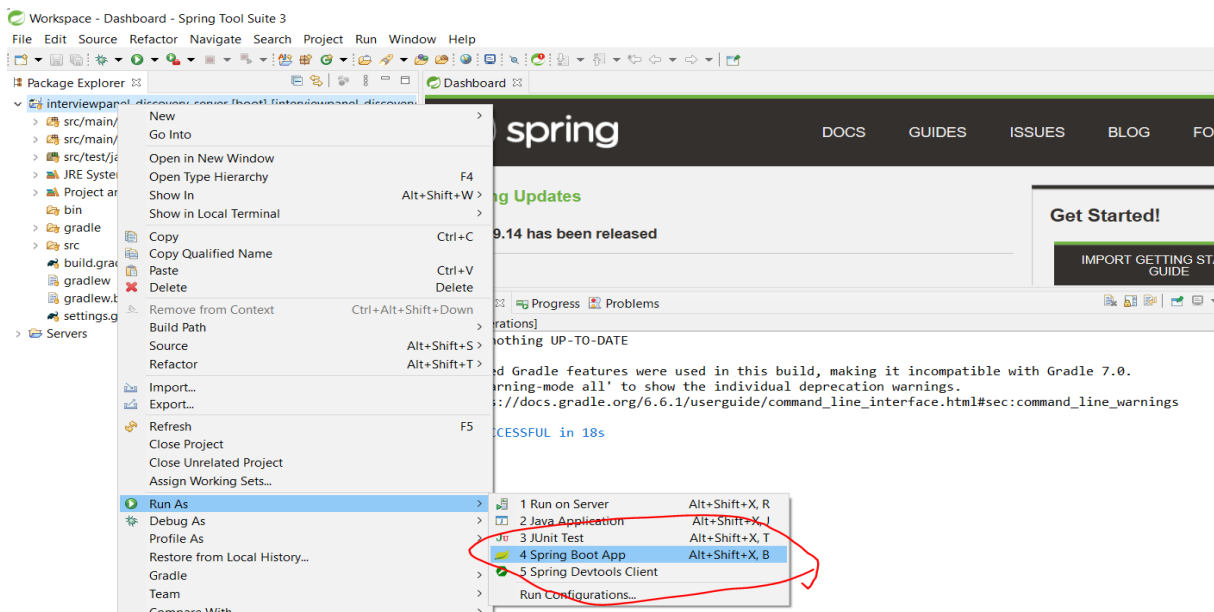 Workspace - Dashboard - Spring Tool Suite 3
File Edit Source Refactor Navigate Search Project Run Window Help
Package Explorer
Dashboard
interviewpanel-discovery-server [boot] [interviewpanel-discovery
src/main/
src/main/
src/test/ja
JRE Syste
Project an
bin
gradle
src
build.grad
gradlew
gradlew.b
settings.g
Servers
New
Go Into
Open in New Window
Open Type Hierarchy F4
Show In Alt+Shift+W
Show in Local Terminal
Copy Ctrl+C
Copy Qualified Name
Paste Ctrl+V
Delete Delete
Remove from Context Ctrl+Alt+Shift+Down
Build Path
Source Alt+Shift+S
Refactor Alt+Shift+T
Import...
Export...
Refresh F5
Close Project
Close Unrelated Project
Assign Working Sets...
Run As
Debug As
Profile As
Restore from Local History...
Gradle
Team
Compare With
1 Run on Server Alt+Shift+X, R
2 Java Application Alt+Shift+X, J
3 JUnit Test Alt+Shift+X, T
4 Spring Boot App Alt+Shift+X, B
5 Spring Devtools Client
Run Configurations...
spring
DOCS GUIDES ISSUES BLOG FO
ng Updates
9.14 has been released
Get Started!
IMPORT GETTING STA
GUIDE
Progress Problems
rations]
nothing UP-TO-DATE
ed Gradle features were used in this build, making it incompatible with Gradle 7.0.
arning-mode all' to show the individual deprecation warnings.
s://docs.gradle.org/6.6.1/userguide/command_line_interface.html#sec:command_line_warnings
CCESSFUL in 18s